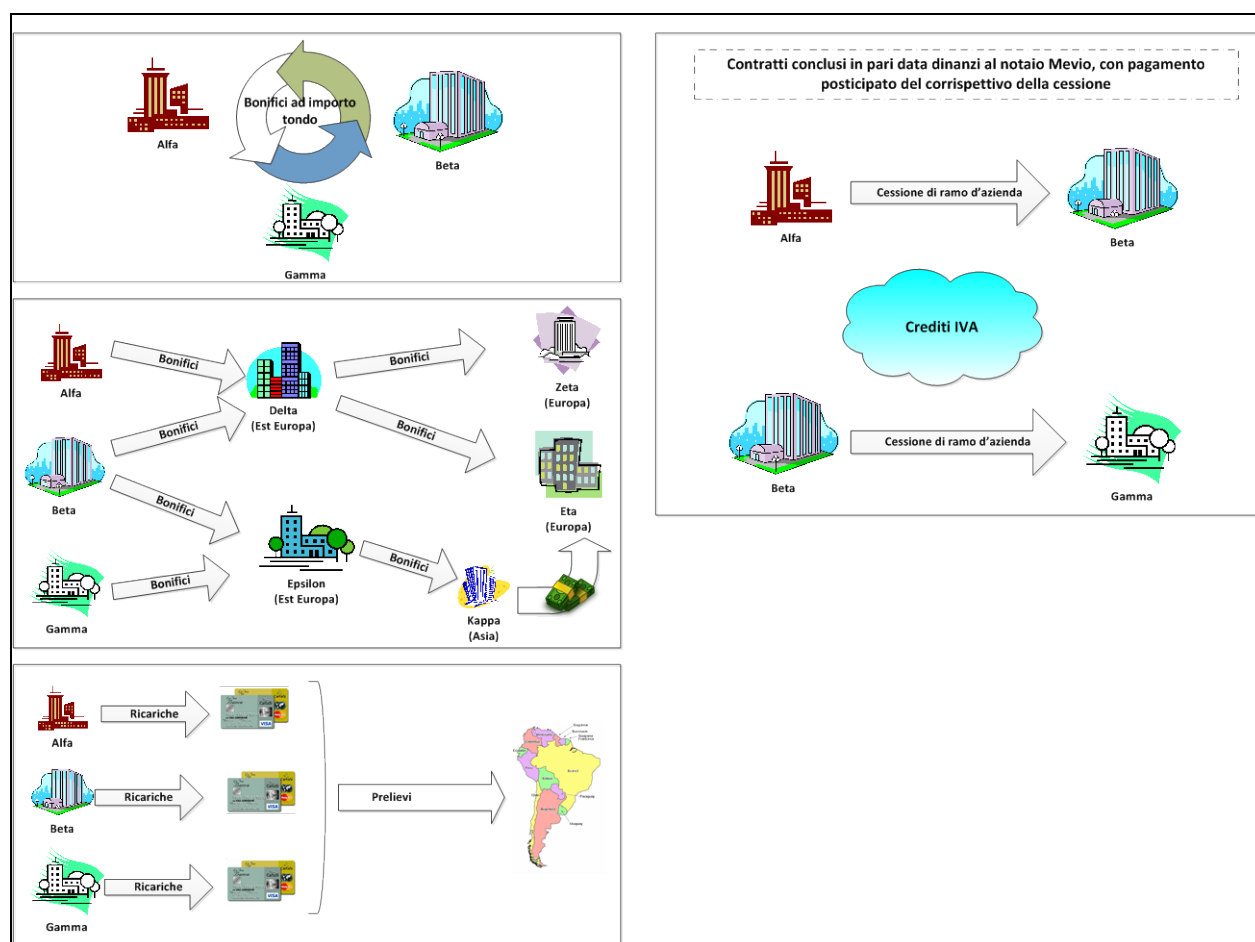 Bonifici ad importo
tondo
Alfa
Beta
Gamma
Contratti conclusi in pari data dinanzi al notaio Mevio, con pagamento
posticipato del corrispettivo della cessione
Alfa
Cessione di ramo d'azienda
Beta
Crediti IVA
Beta
Cessione di ramo d'azienda
Gamma
Alfa
Bonifici
Delta
(Est Europa)
Bonifici
Zeta
(Europa)
Bonifici
Bonifici
Beta
Eta
(Europa)
Bonifici
Epsilon
(Est Europa)
Bonifici
Gamma
Bonifici
Kappa
(Asia)
Alfa
Ricariche
VISA
Beta
Ricariche
VISA
Prelievi
Gamma
Ricariche
VISA